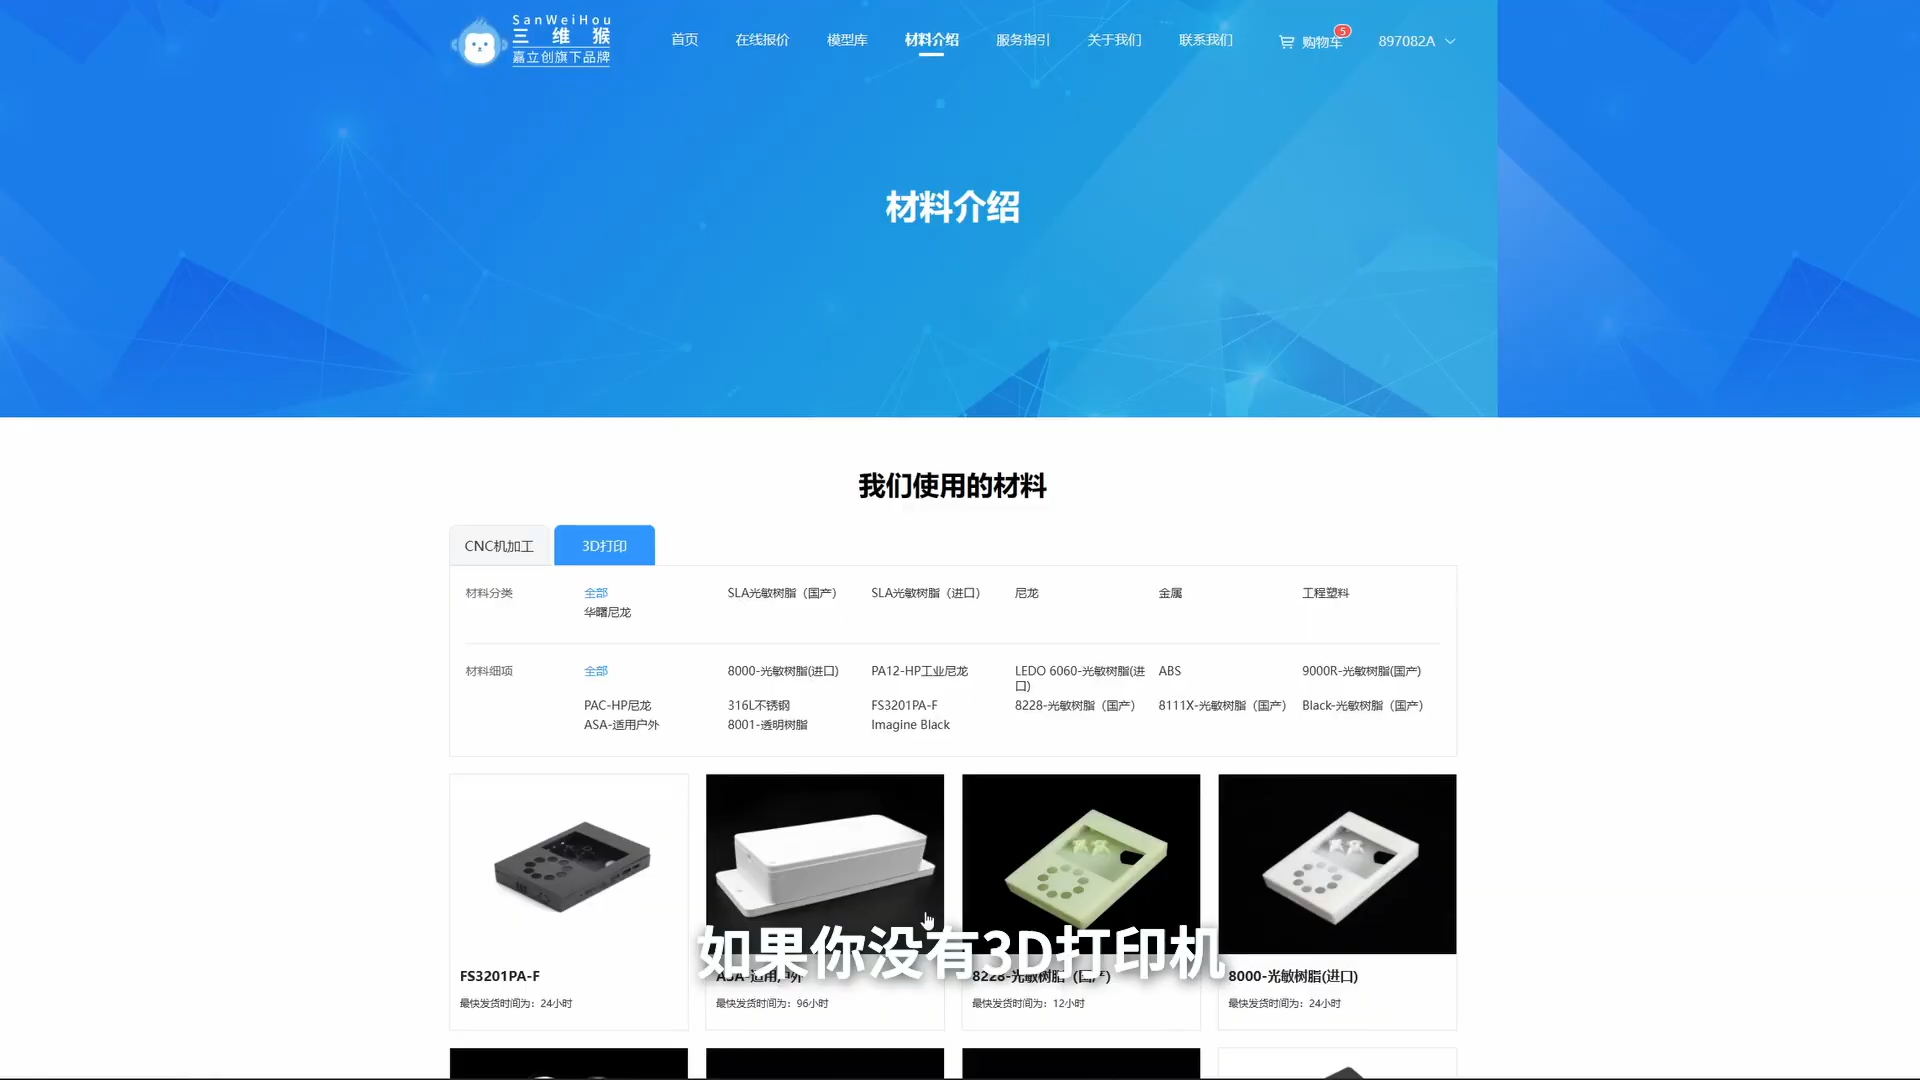 SanWeiHou
三维猴
嘉立创旗下品牌
首页 在线报价 模型库 材料介绍 服务指引 关于我们 联系我们 购物车 5 897082A
材料介绍
我们使用的材料
CNC机加工 3D打印
材料分类 全部 SLA光敏树脂（国产） SLA光敏树脂（进口） 尼龙 金属 工程塑料
华曙尼龙
材料细项 全部 8000-光敏树脂(进口) PA12-HP工业尼龙 LEDO 6060-光敏树脂(进口) ABS 9000R-光敏树脂(国产)
PAC-HP尼龙 316L不锈钢 FS3201PA-F 8228-光敏树脂（国产） 8111X-光敏树脂（国产） Black-光敏树脂（国产）
ASA-适用户外 8001-透明树脂 Imagine Black
如果你没有3D打印机
FS3201PA-F ASA-适用户外 8228-光敏树脂（国产） 8000-光敏树脂(进口)
最快发货时间为：24小时 最快发货时间为：96小时 最快发货时间为：12小时 最快发货时间为：24小时